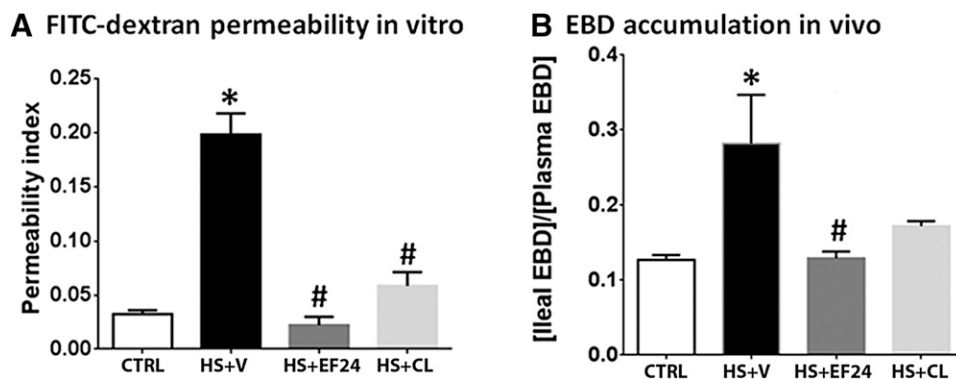 A FITC-dextran permeability in vitro
Permeability index
0.25
0.20
0.15
0.10
0.05
0.00
*
#
#
CTRL HS+V HS+EF24 HS+CL
B EBD accumulation in vivo
[Ileal EBD]/[Plasma EBD]
0.4
0.3
0.2
0.1
0.0
*
#
CTRL HS+V HS+EF24 HS+CL